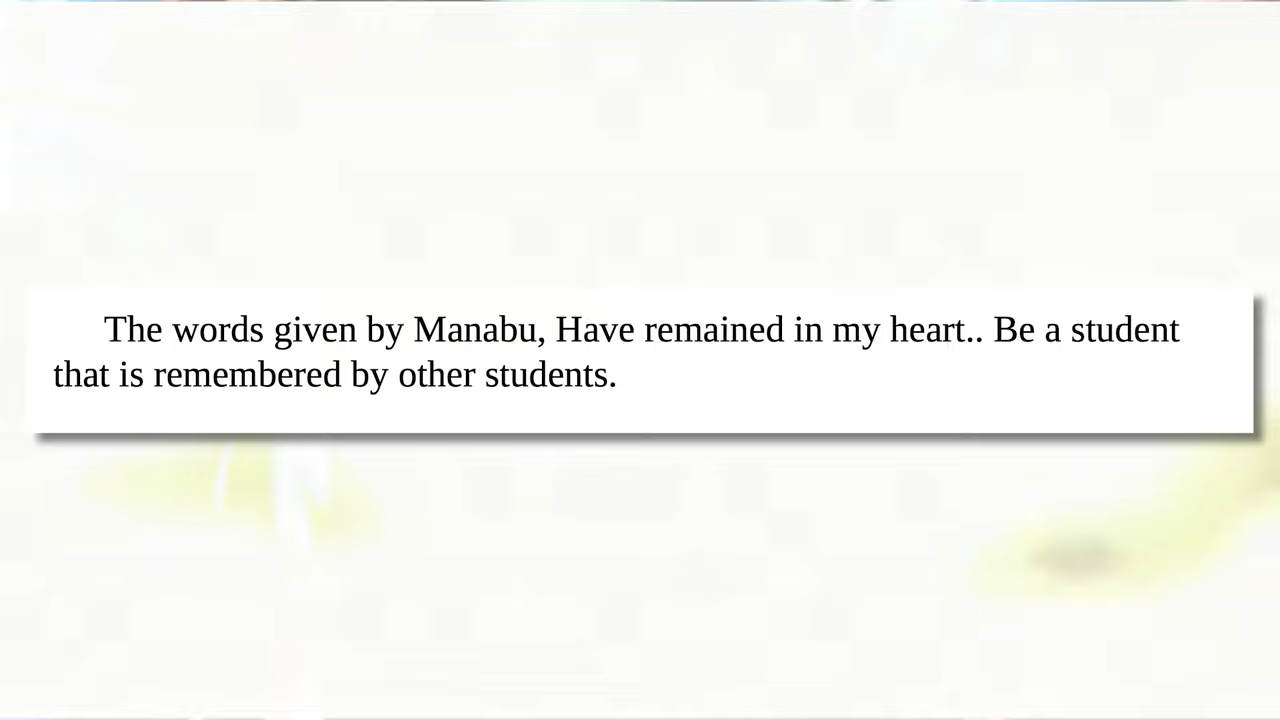 The words given by Manabu, Have remained in my heart.. Be a student
that is remembered by other students.